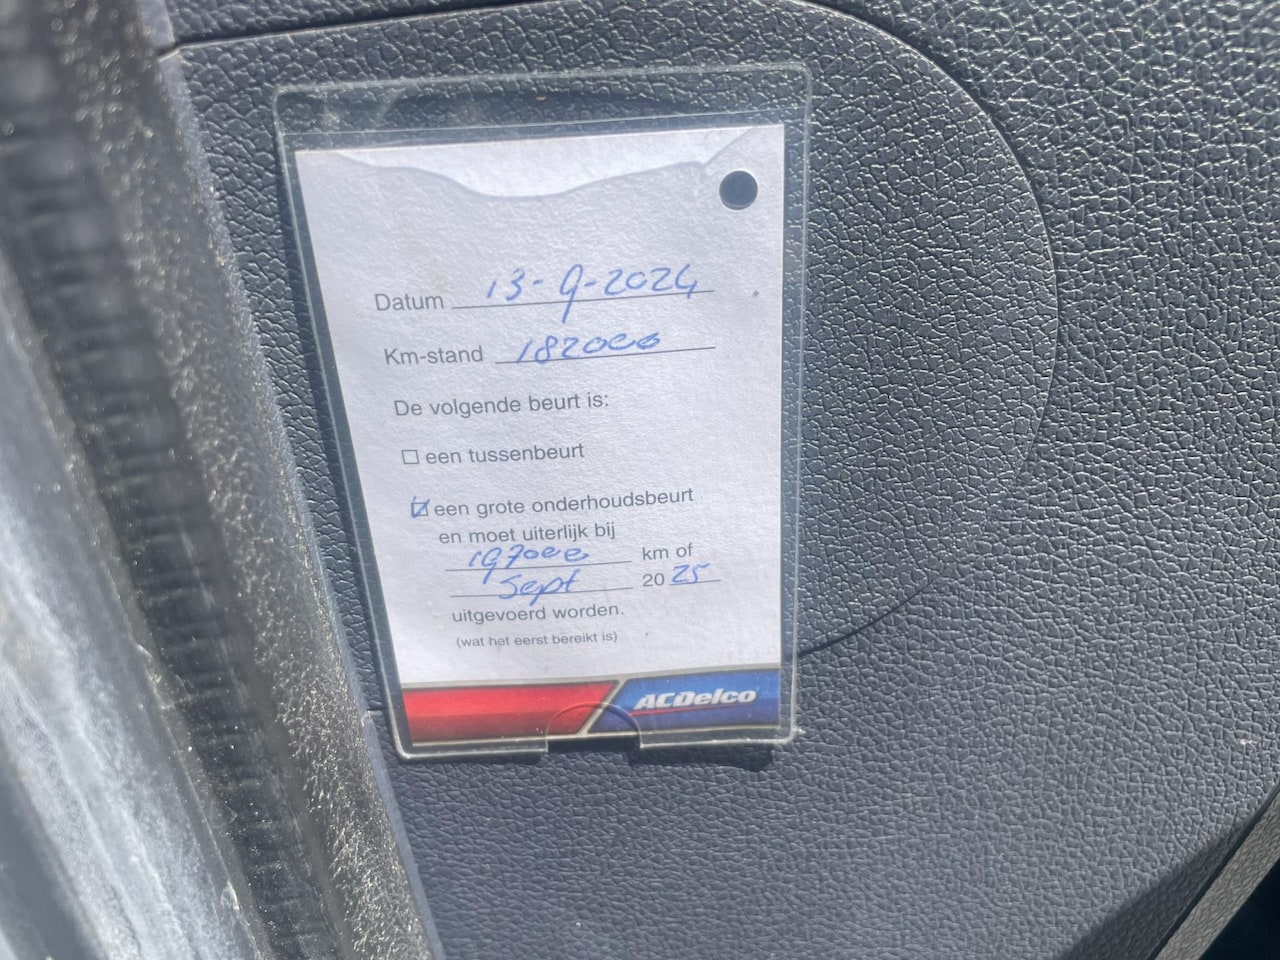 Datum 13-9-2024
Km-stand 182000
De volgende beurt is:
☐ een tussenbeurt
☑ een grote onderhoudsbeurt
en moet uiterlijk bij
197000 km of
Sept 2025
uitgevoerd worden.
(wat het eerst bereikt is)
ACDelco